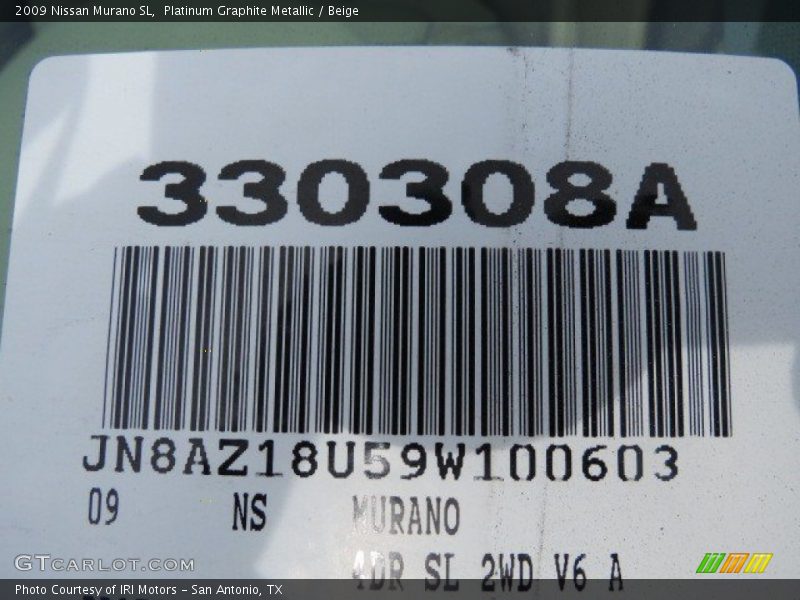 2009 Nissan Murano SL,  Platinum Graphite Metallic / Beige
330308A
JN8AZ18U59W100603
09 NS MURANO
4DR SL 2WD V6 A
GTCARLOT.COM
Photo Courtesy of IRI Motors – San Antonio, TX